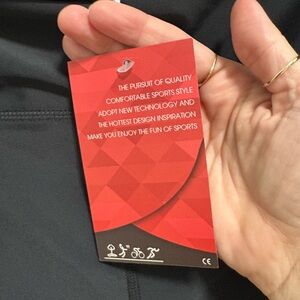 THE PURSUIT OF QUALITY
COMFORTABLE SPORTS STYLE
ADOPT NEW TECHNOLOGY AND
THE HOTTEST DESIGN INSPIRATION
MAKE YOU ENJOY THE FUN OF SPORTS
CE